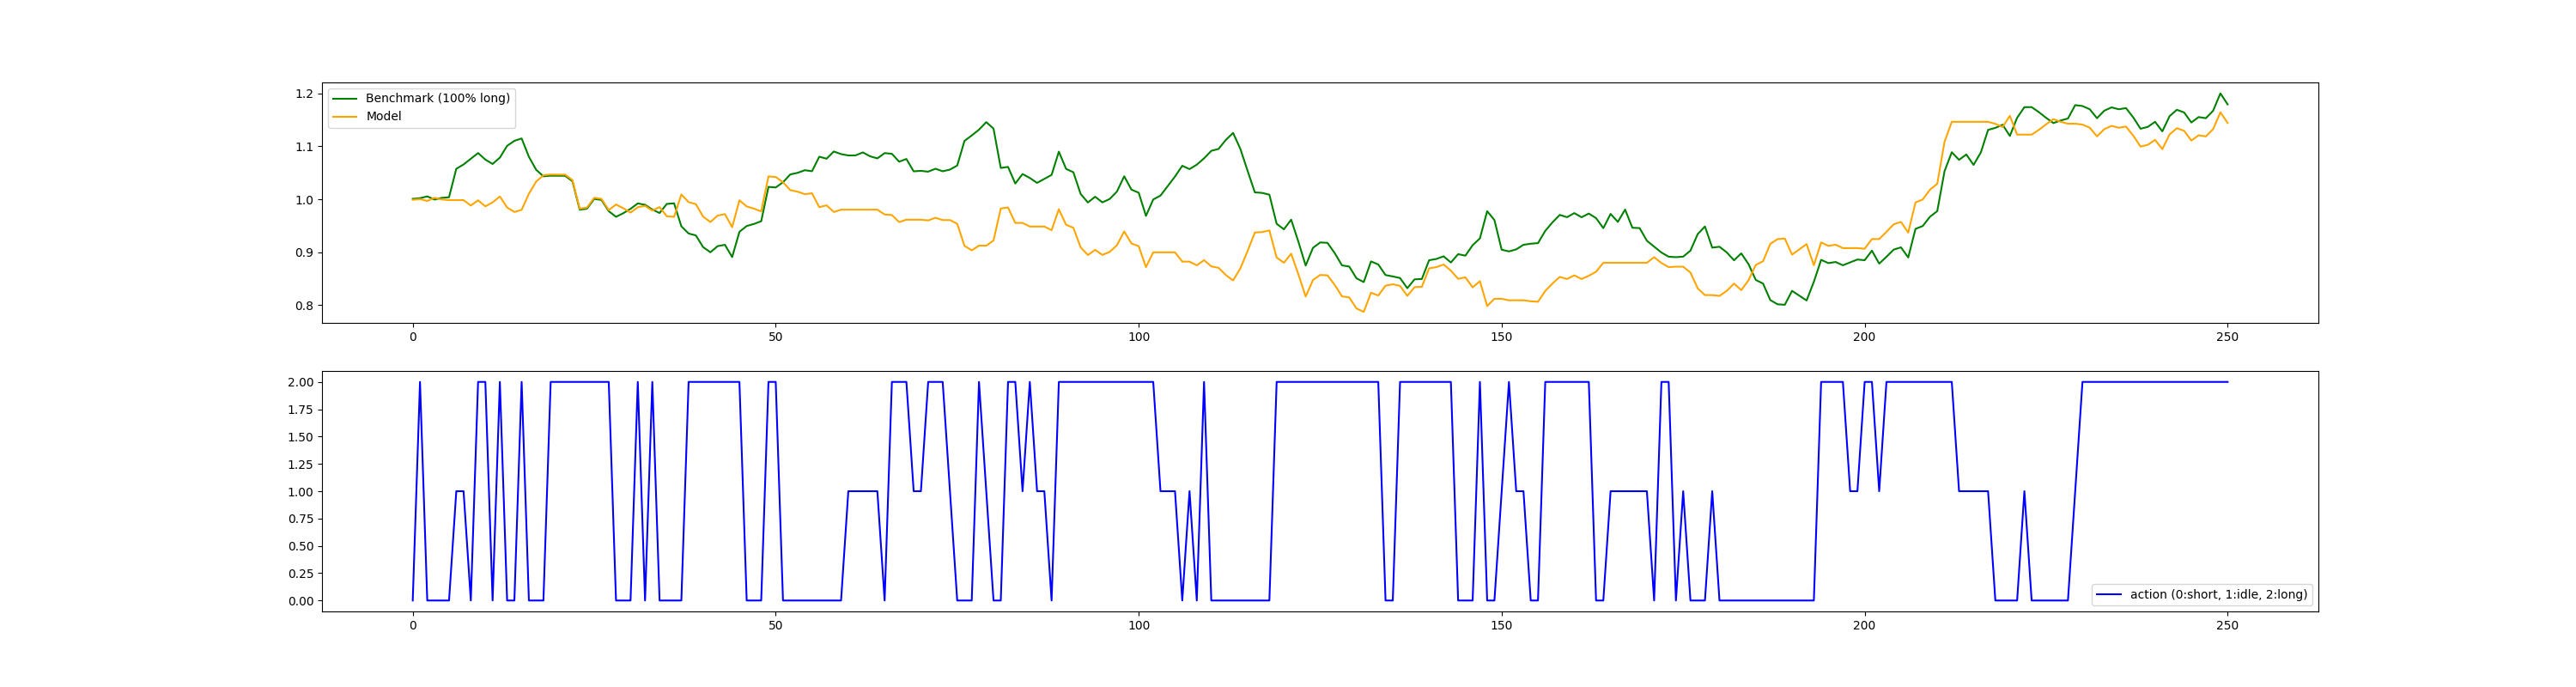 1.2
1.1
1.0
0.9
0.8
Benchmark (100% long)
Model
0 50 100 150 200 250
2.00
1.75
1.50
1.25
1.00
0.75
0.50
0.25
0.00
action (0:short, 1:idle, 2:long)
0 50 100 150 200 250